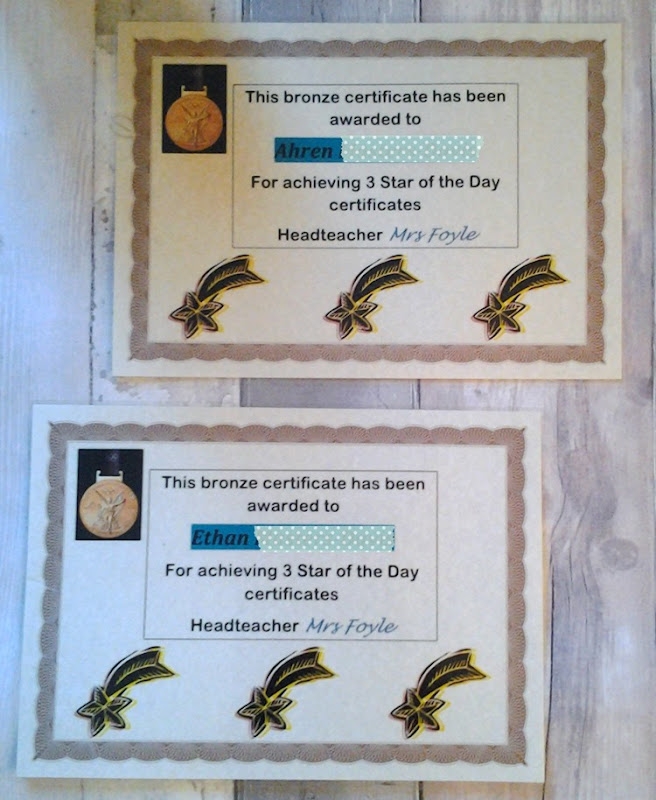 This bronze certificate has been
awarded to
Ahren
For achieving 3 Star of the Day
certificates
Headteacher Mrs Foyle
This bronze certificate has been
awarded to
Ethan
For achieving 3 Star of the Day
certificates
Headteacher Mrs Foyle